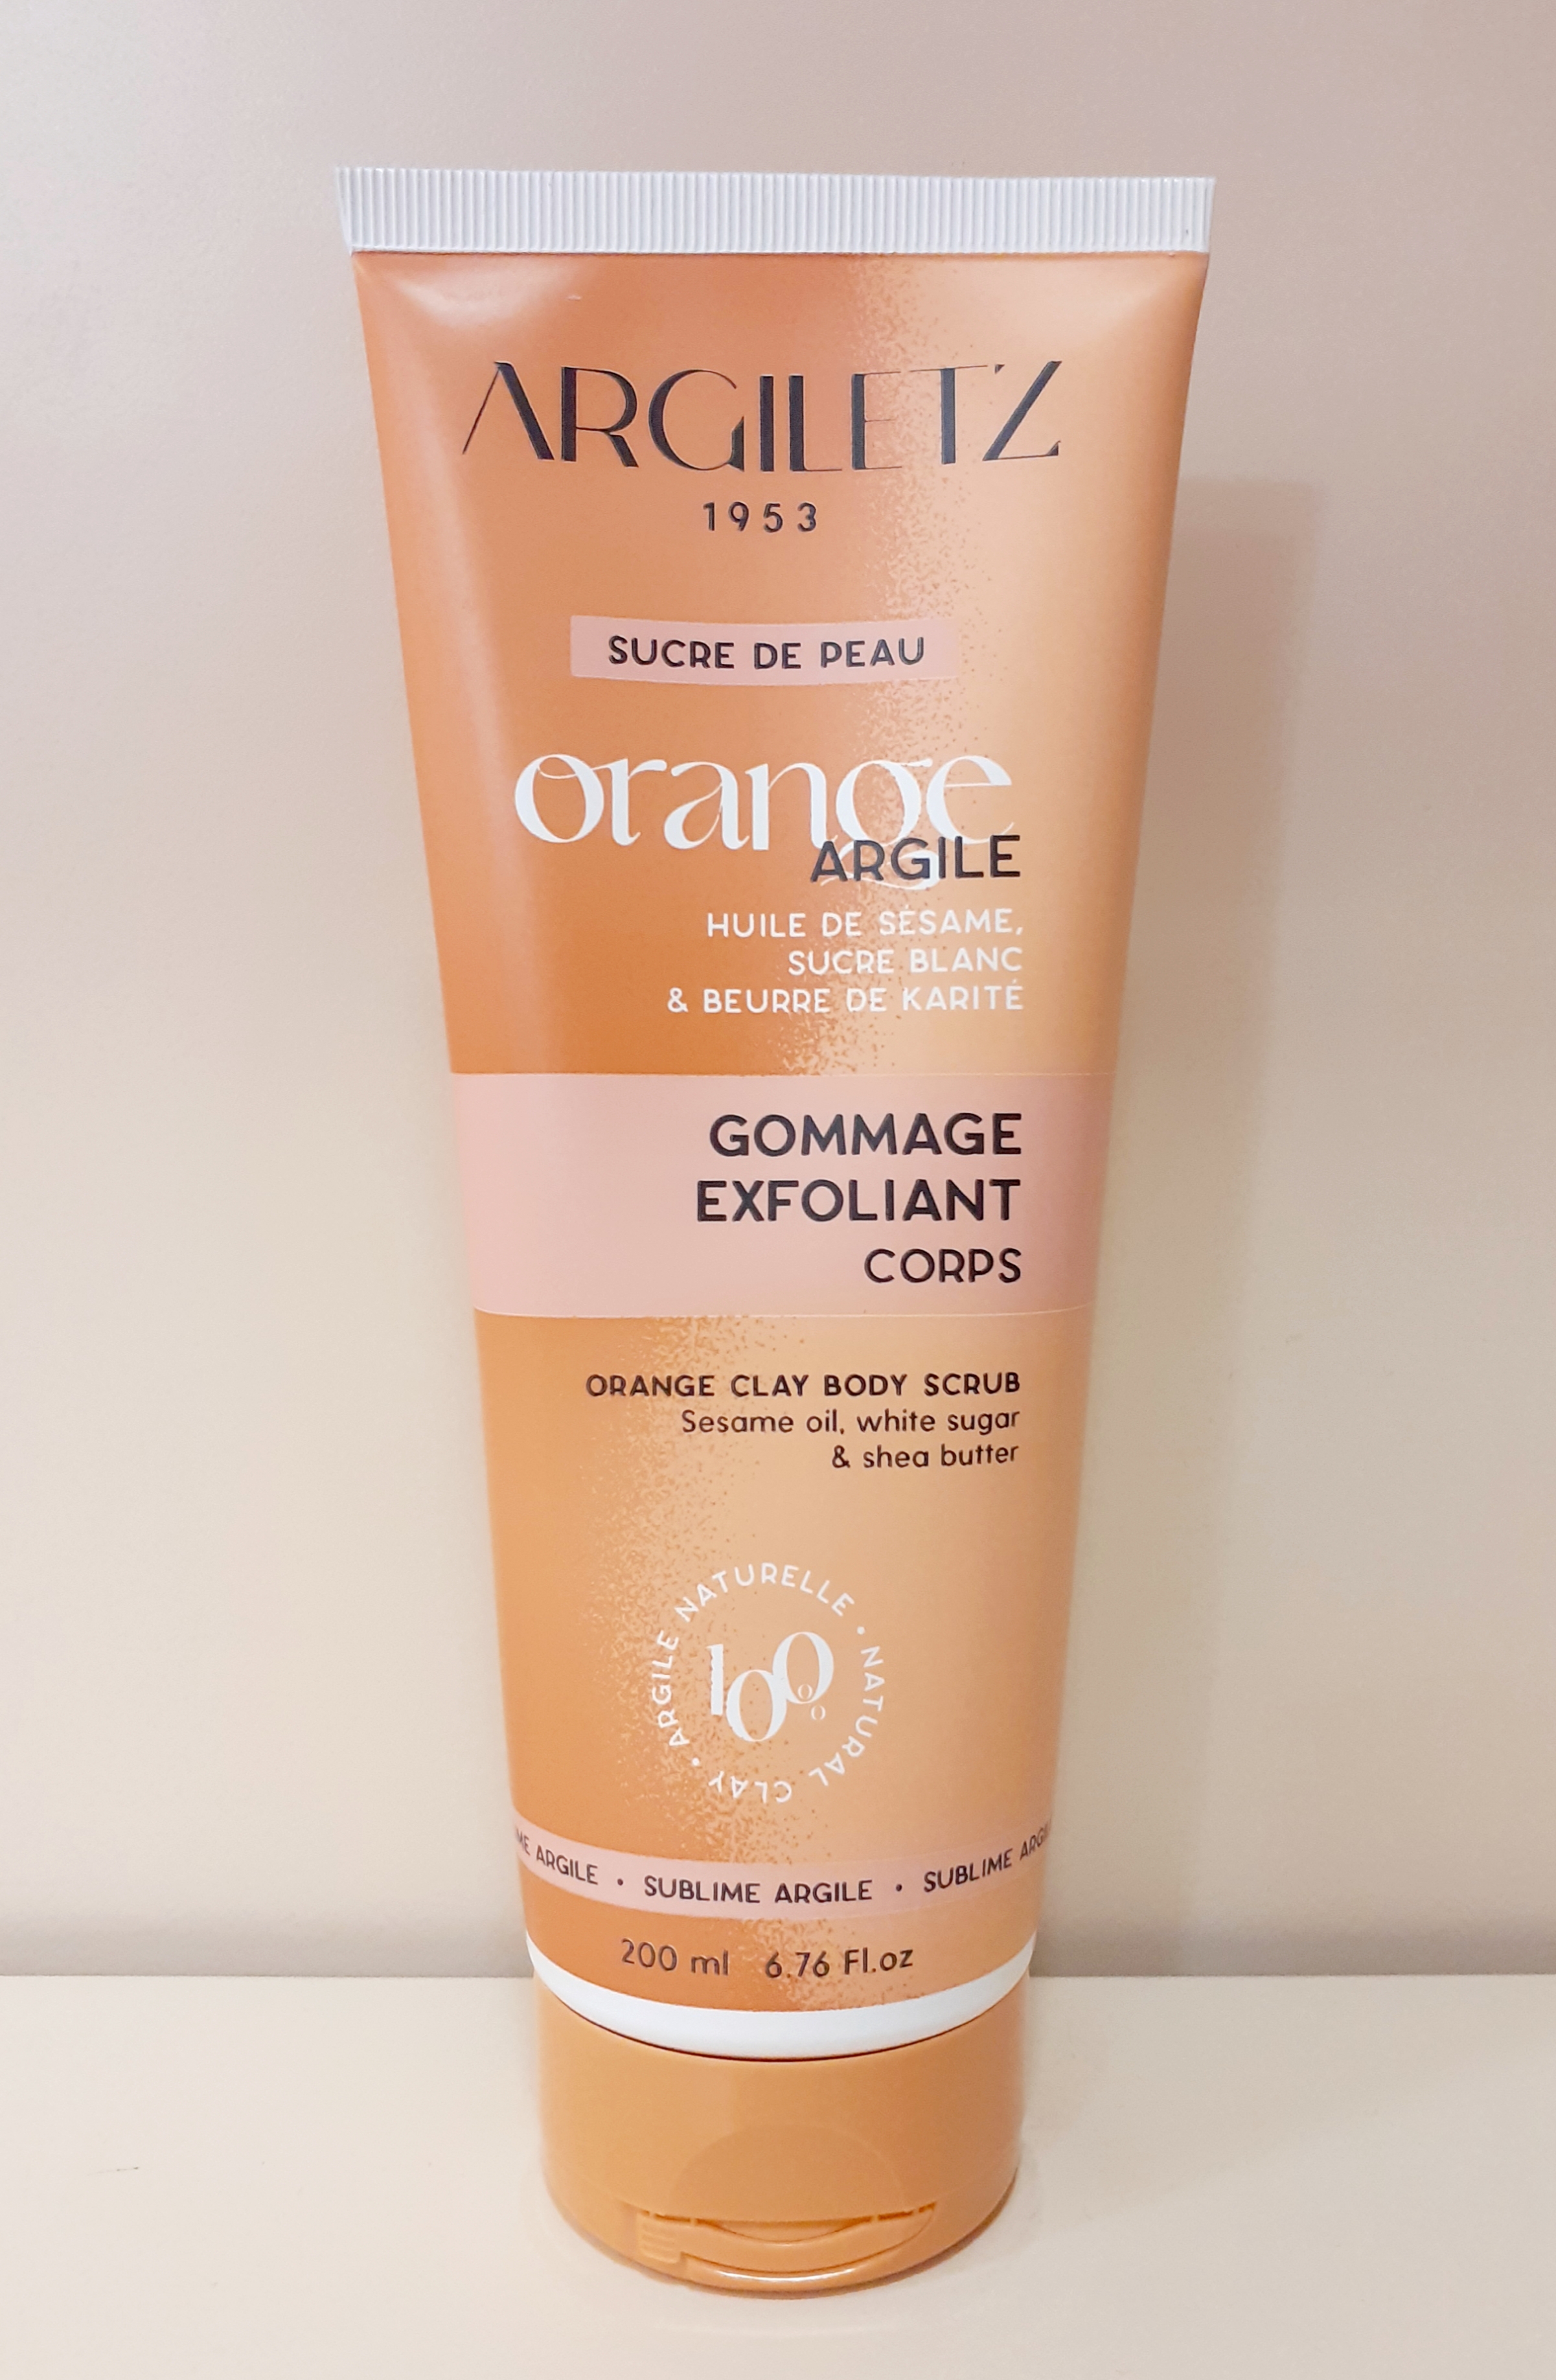 ARGILETZ
1953
SUCRE DE PEAU
orange
ARGILE
HUILE DE SÉSAME,
SUCRE BLANC
& BEURRE DE KARITÉ
GOMMAGE
EXFOLIANT
CORPS
ORANGE CLAY BODY SCRUB
Sesame oil, white sugar
& shea butter
ARGILE NATURELLE • NATURAL CLAY •
100%
ARGILE • SUBLIME ARGILE • SUBLIME
200 ml 6.76 Fl.oz